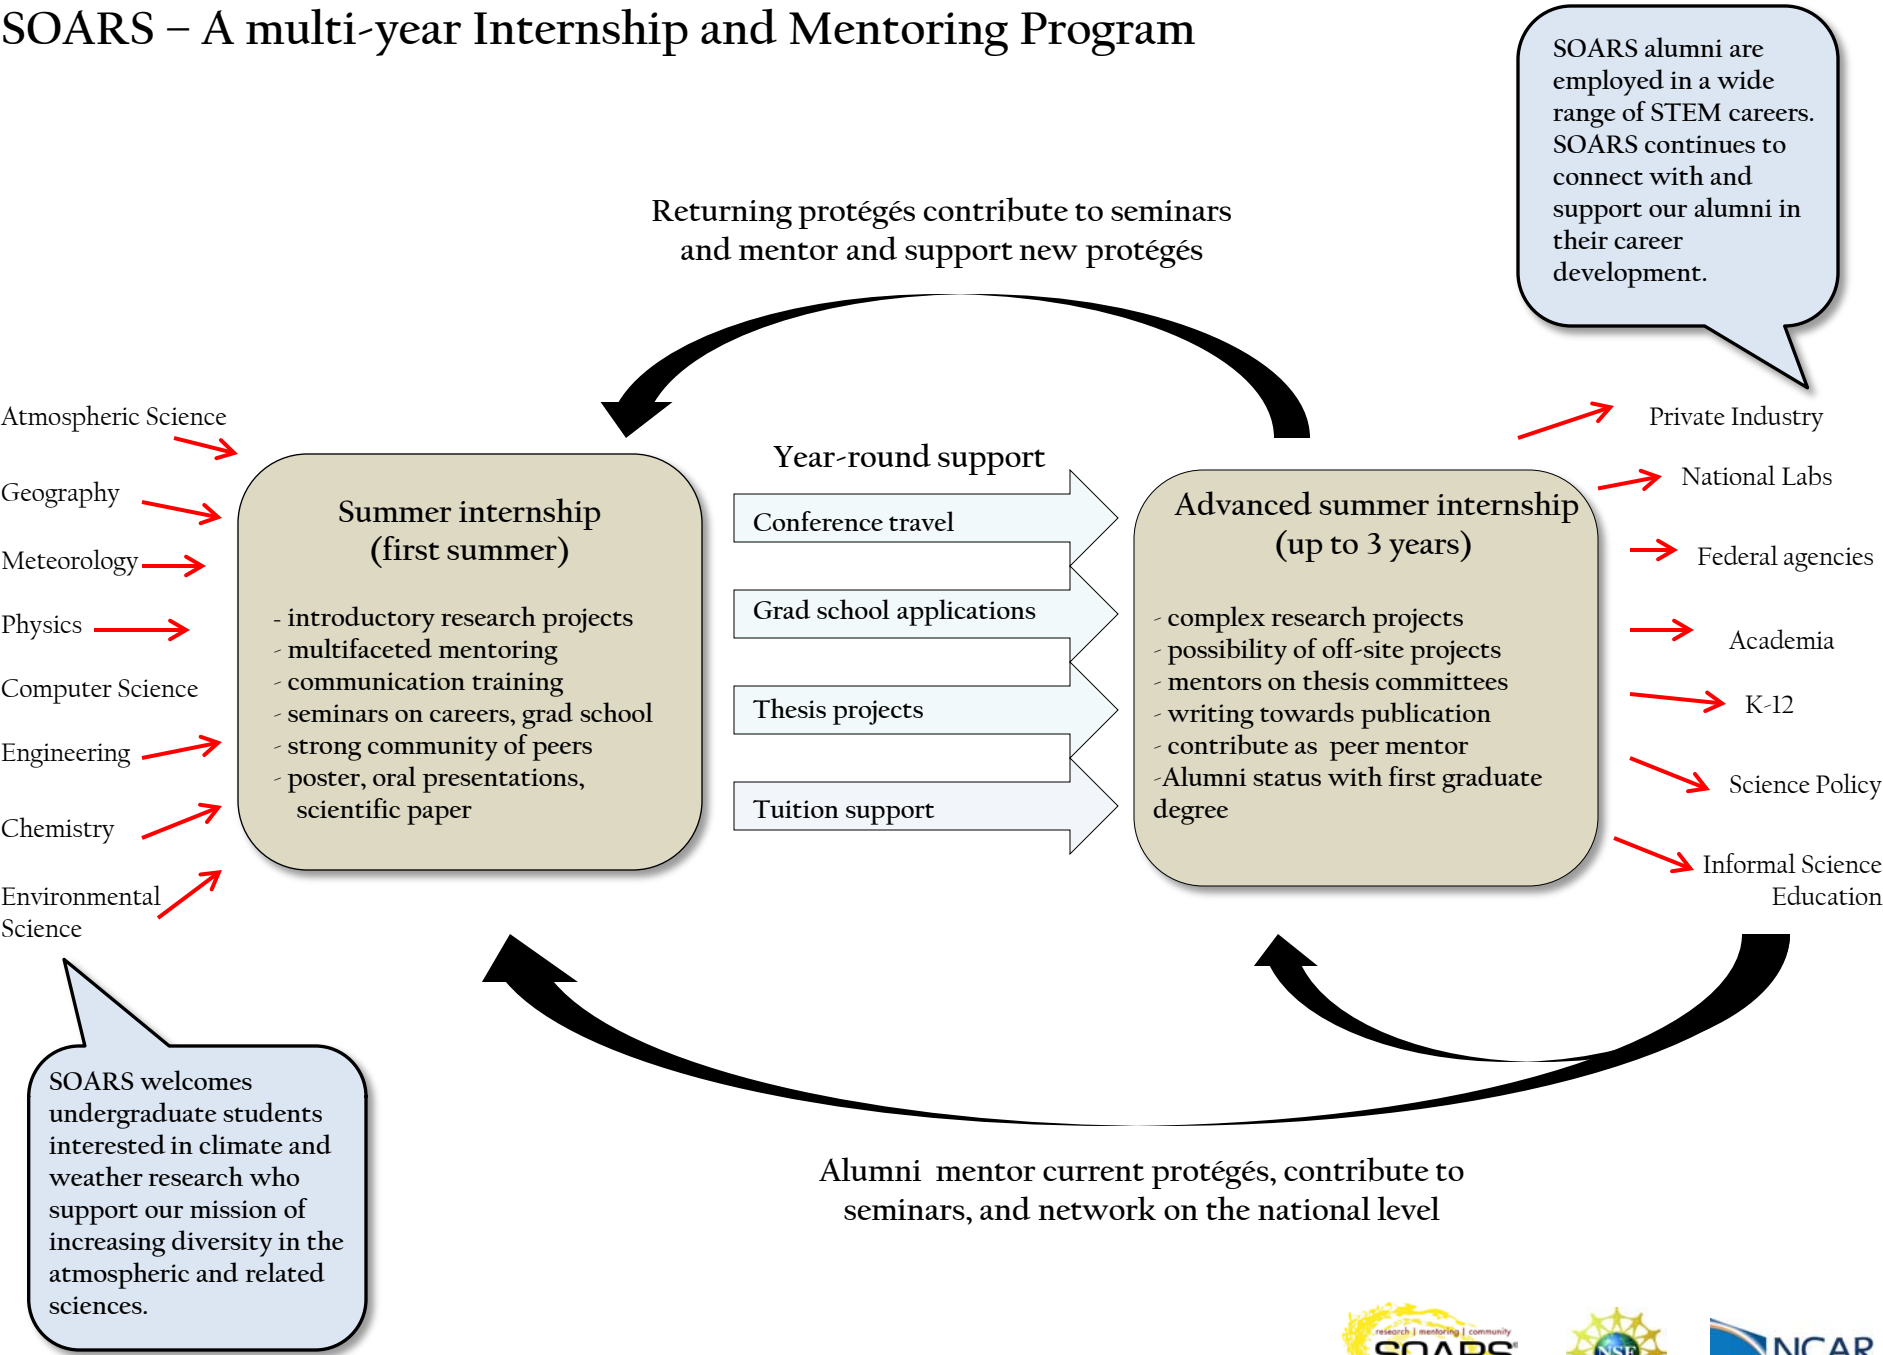 SOARS – A multi-year Internship and Mentoring Program
SOARS alumni are
employed in a wide
range of STEM careers.
SOARS continues to
connect with and
support our alumni in
their career
development.
Returning protégés contribute to seminars
and mentor and support new protégés
Atmospheric Science
Geography
Meteorology
Physics
Computer Science
Engineering
Chemistry
Environmental
Science
Summer internship
(first summer)
- introductory research projects
- multifaceted mentoring
- communication training
- seminars on careers, grad school
- strong community of peers
- poster, oral presentations,
scientific paper
Year-round support
Conference travel
Grad school applications
Thesis projects
Tuition support
Advanced summer internship
(up to 3 years)
- complex research projects
- possibility of off-site projects
- mentors on thesis committees
- writing towards publication
- contribute as  peer mentor
-Alumni status with first graduate
degree
Private Industry
National Labs
Federal agencies
Academia
K-12
Science Policy
Informal Science
Education
SOARS welcomes
undergraduate students
interested in climate and
weather research who
support our mission of
increasing diversity in the
atmospheric and related
sciences.
Alumni  mentor current protégés, contribute to
seminars, and network on the national level
research | mentoring | community
SOARS®
NSF
NCAR